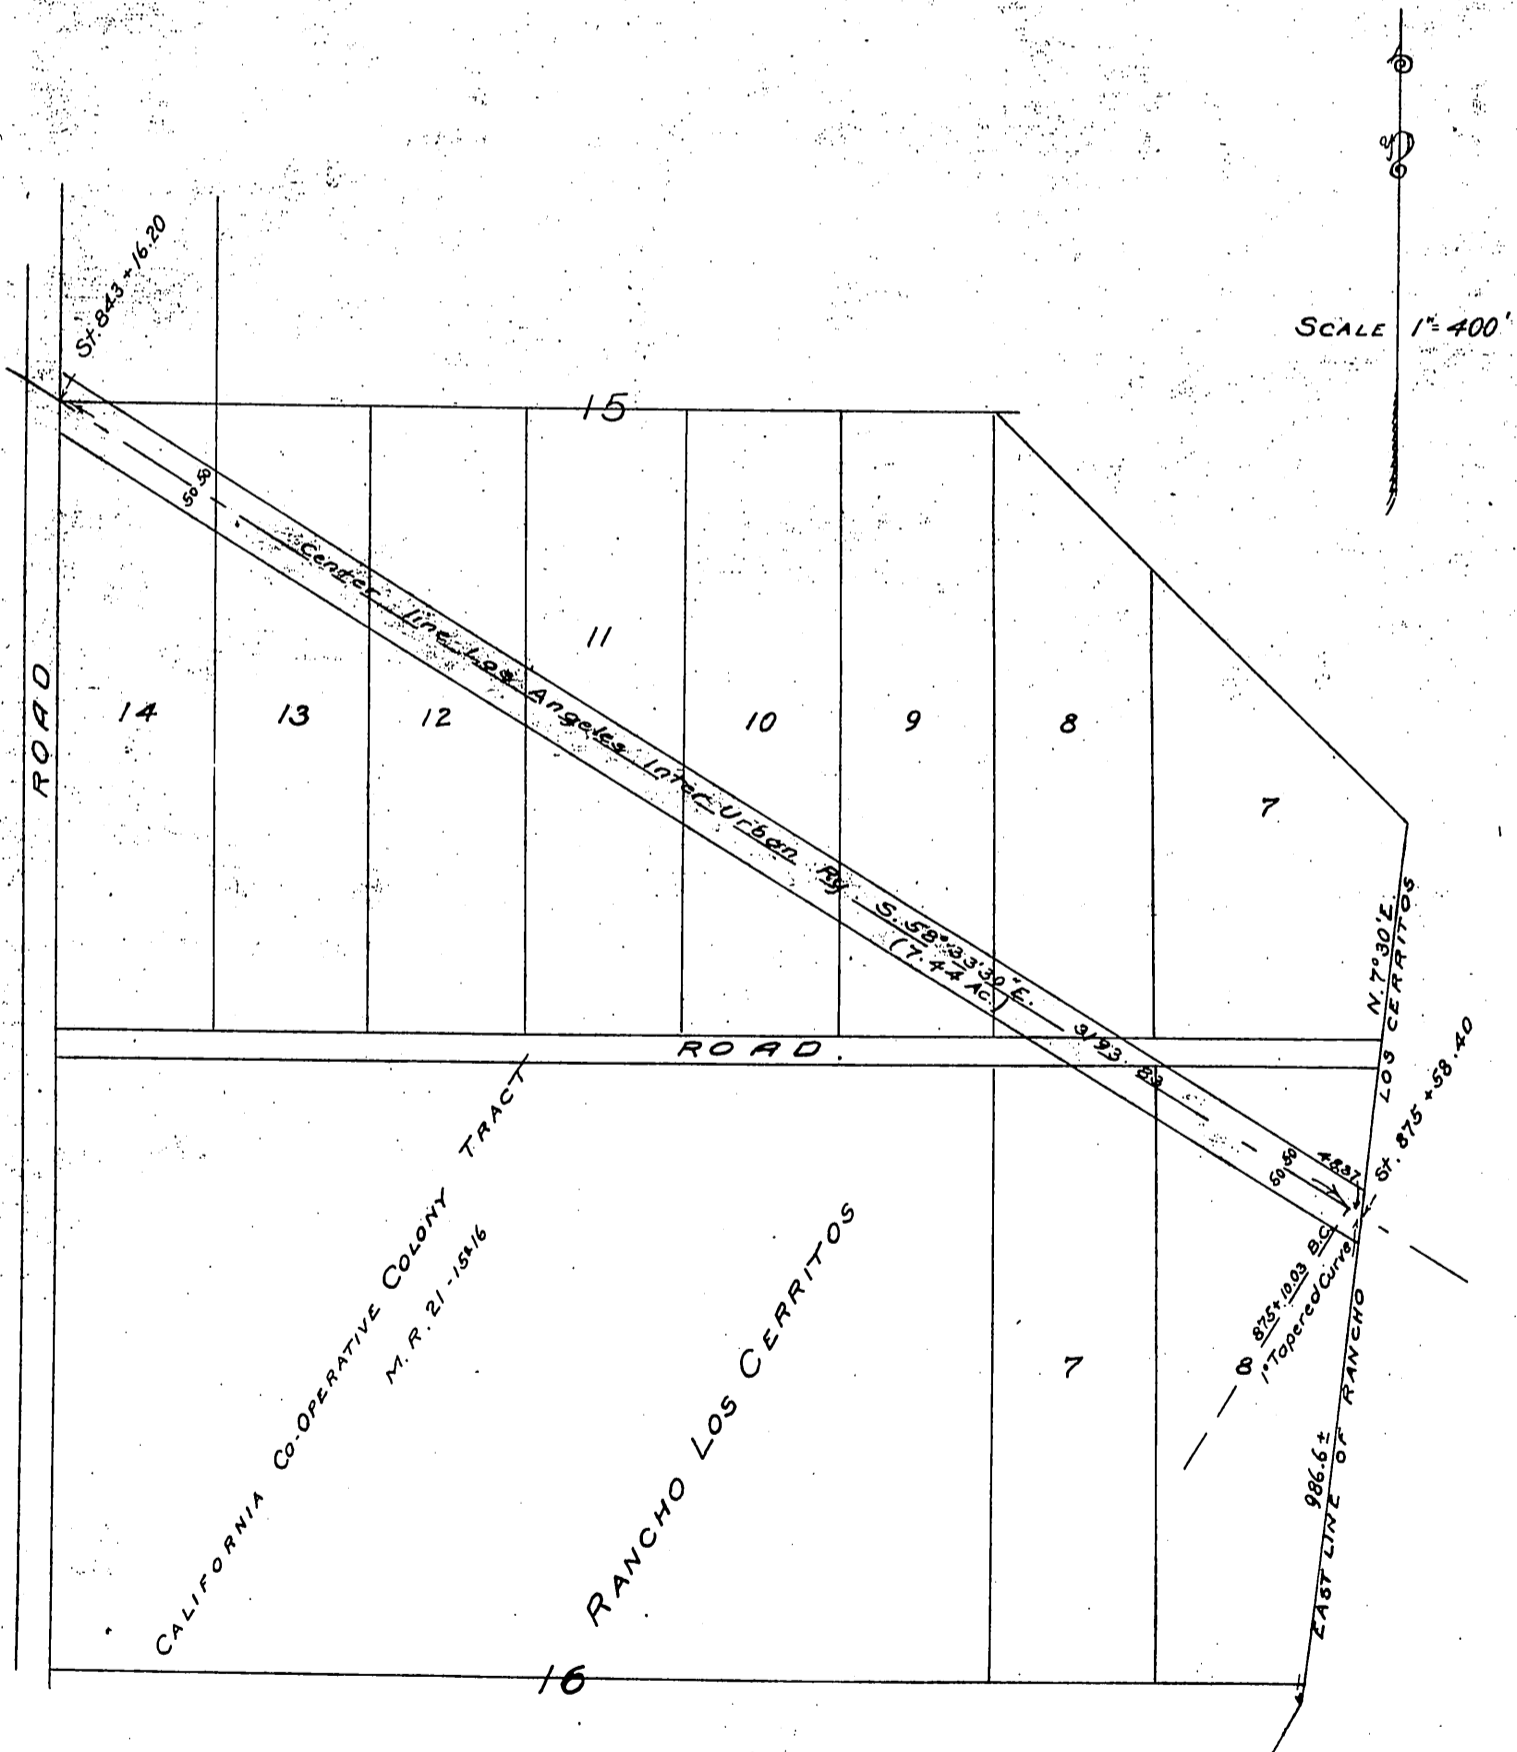 St. 843 + 16.20
SCALE 1" = 400'
15
50 50
Center line Los Angeles Inter Urban Ry. S. 58° 33' 30" E. 3193.83
(7.44 Ac.)
11
14
13
12
10
9
8
7
ROAD
N. 7° 30' E.
LOS CERRITOS
ROAD.
St. 875 + 58.40
48.37
50 50
CALIFORNIA CO-OPERATIVE COLONY TRACT
M. R. 21 - 15 & 16
RANCHO LOS CERRITOS
7
875 + 10.03 B.C.
1° Tapered Curve
986.6 ±
EAST LINE OF RANCHO
16